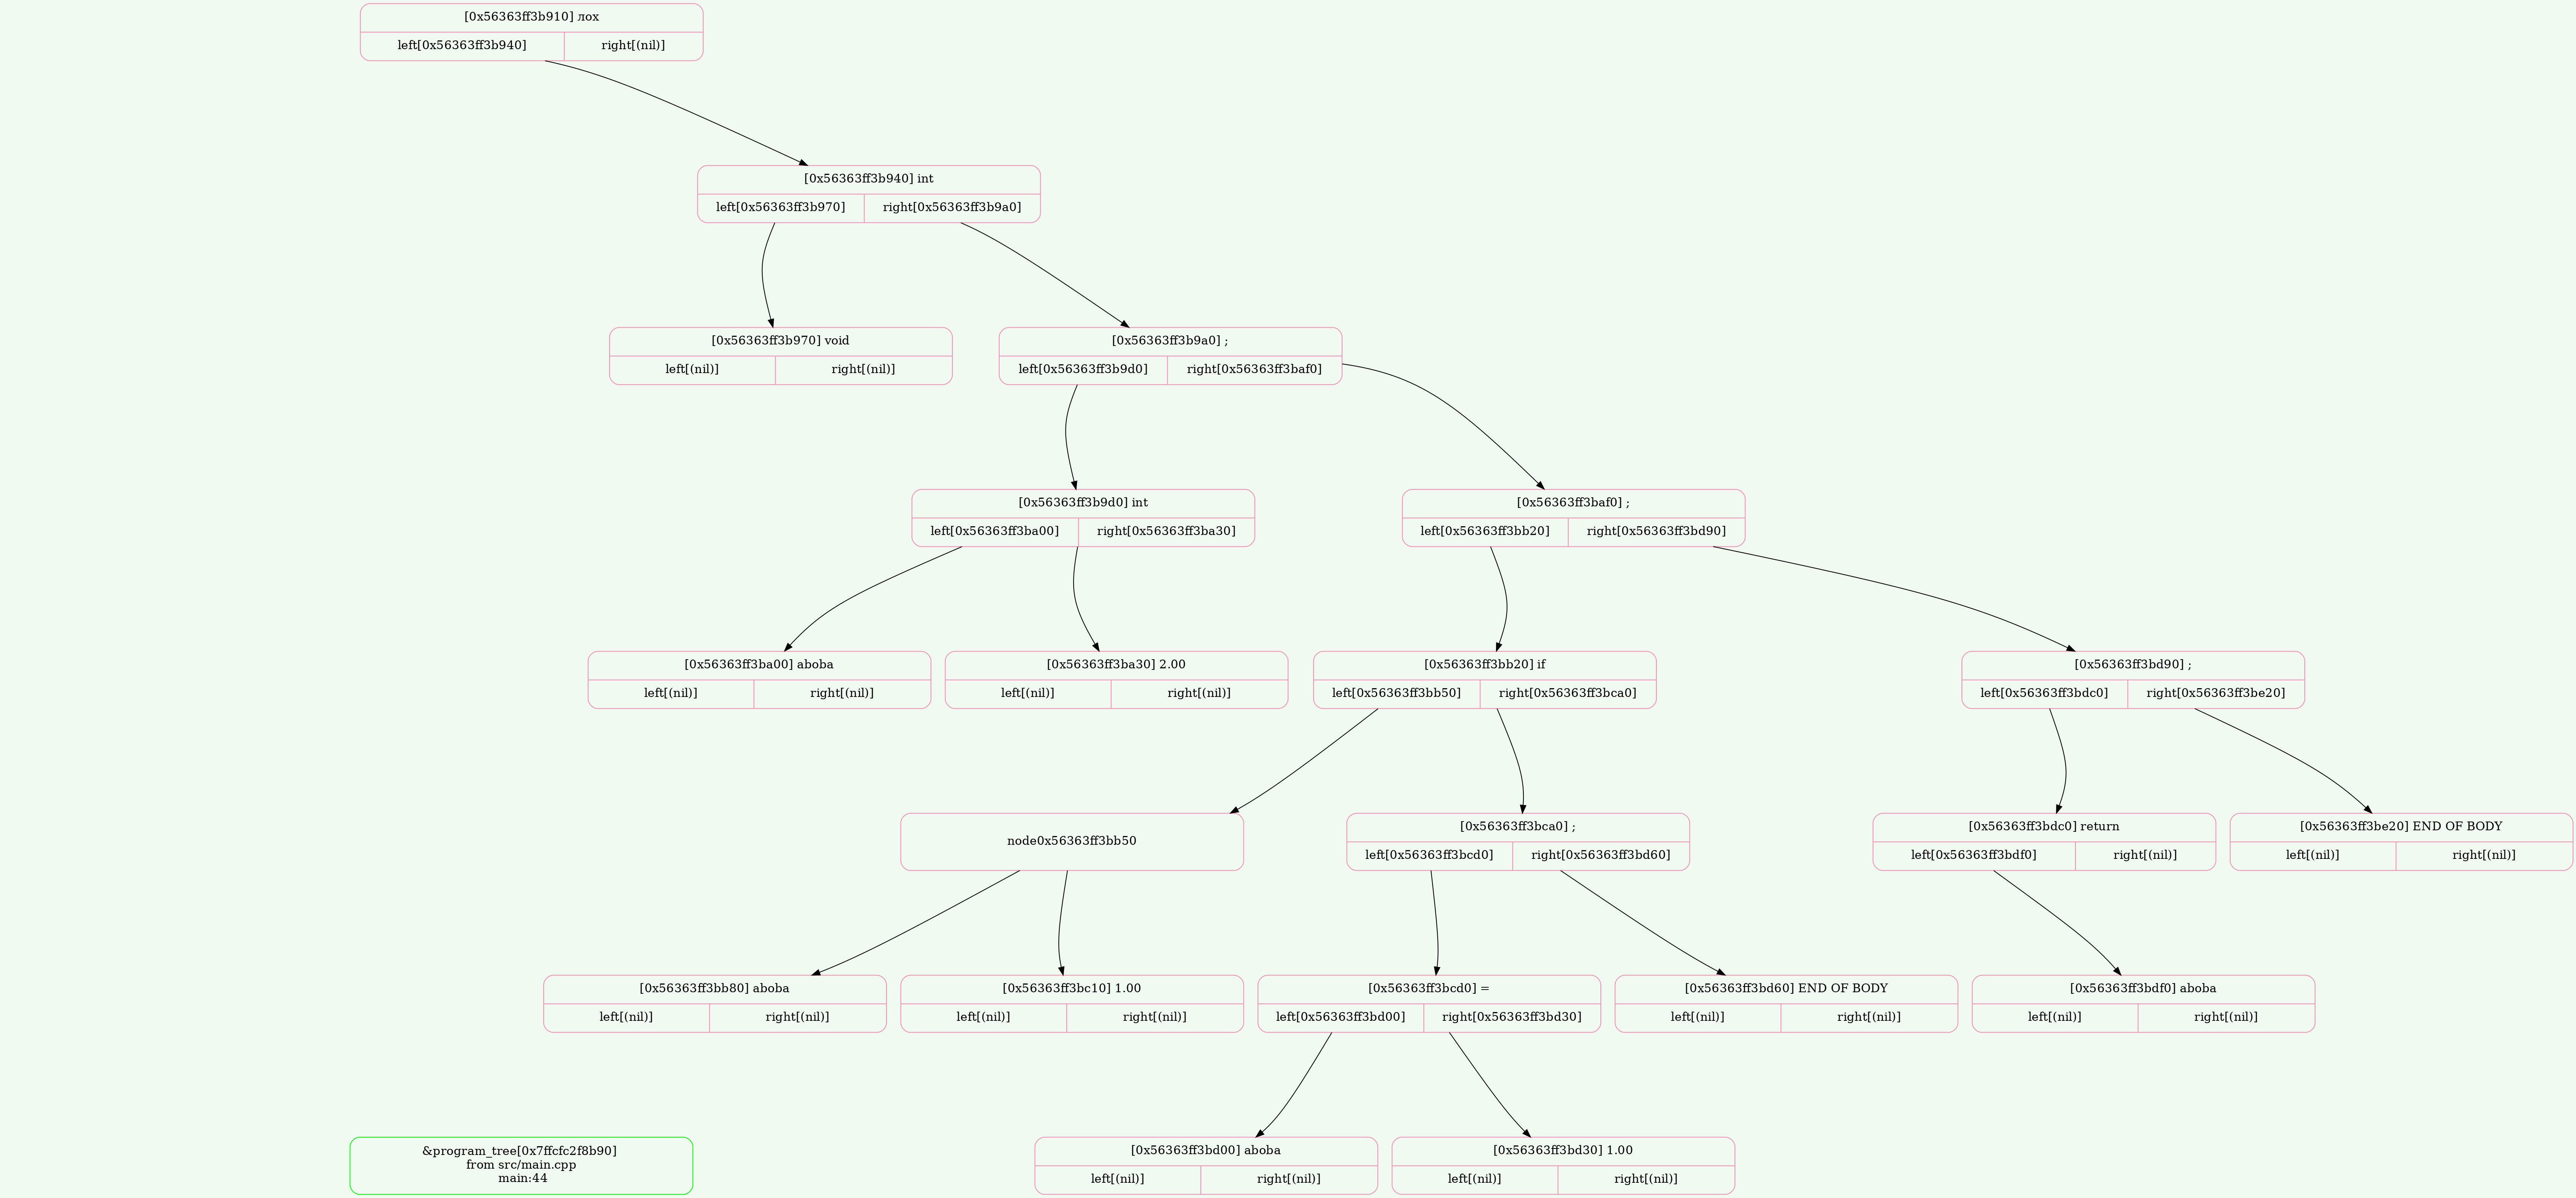 [0x56363ff3b910] лох
left[0x56363ff3b940] right[(nil)]
[0x56363ff3b940] int
left[0x56363ff3b970] right[0x56363ff3b9a0]
[0x56363ff3b970] void
left[(nil)] right[(nil)]
[0x56363ff3b9a0] ;
left[0x56363ff3b9d0] right[0x56363ff3baf0]
[0x56363ff3b9d0] int
left[0x56363ff3ba00] right[0x56363ff3ba30]
[0x56363ff3baf0] ;
left[0x56363ff3bb20] right[0x56363ff3bd90]
[0x56363ff3ba00] aboba
left[(nil)] right[(nil)]
[0x56363ff3ba30] 2.00
left[(nil)] right[(nil)]
[0x56363ff3bb20] if
left[0x56363ff3bb50] right[0x56363ff3bca0]
[0x56363ff3bd90] ;
left[0x56363ff3bdc0] right[0x56363ff3be20]
node0x56363ff3bb50
[0x56363ff3bca0] ;
left[0x56363ff3bcd0] right[0x56363ff3bd60]
[0x56363ff3bdc0] return
left[0x56363ff3bdf0] right[(nil)]
[0x56363ff3be20] END OF BODY
left[(nil)] right[(nil)]
[0x56363ff3bb80] aboba
left[(nil)] right[(nil)]
[0x56363ff3bc10] 1.00
left[(nil)] right[(nil)]
[0x56363ff3bcd0] =
left[0x56363ff3bd00] right[0x56363ff3bd30]
[0x56363ff3bd60] END OF BODY
left[(nil)] right[(nil)]
[0x56363ff3bdf0] aboba
left[(nil)] right[(nil)]
&program_tree[0x7ffcfc2f8b90]
from src/main.cpp
main:44
[0x56363ff3bd00] aboba
left[(nil)] right[(nil)]
[0x56363ff3bd30] 1.00
left[(nil)] right[(nil)]